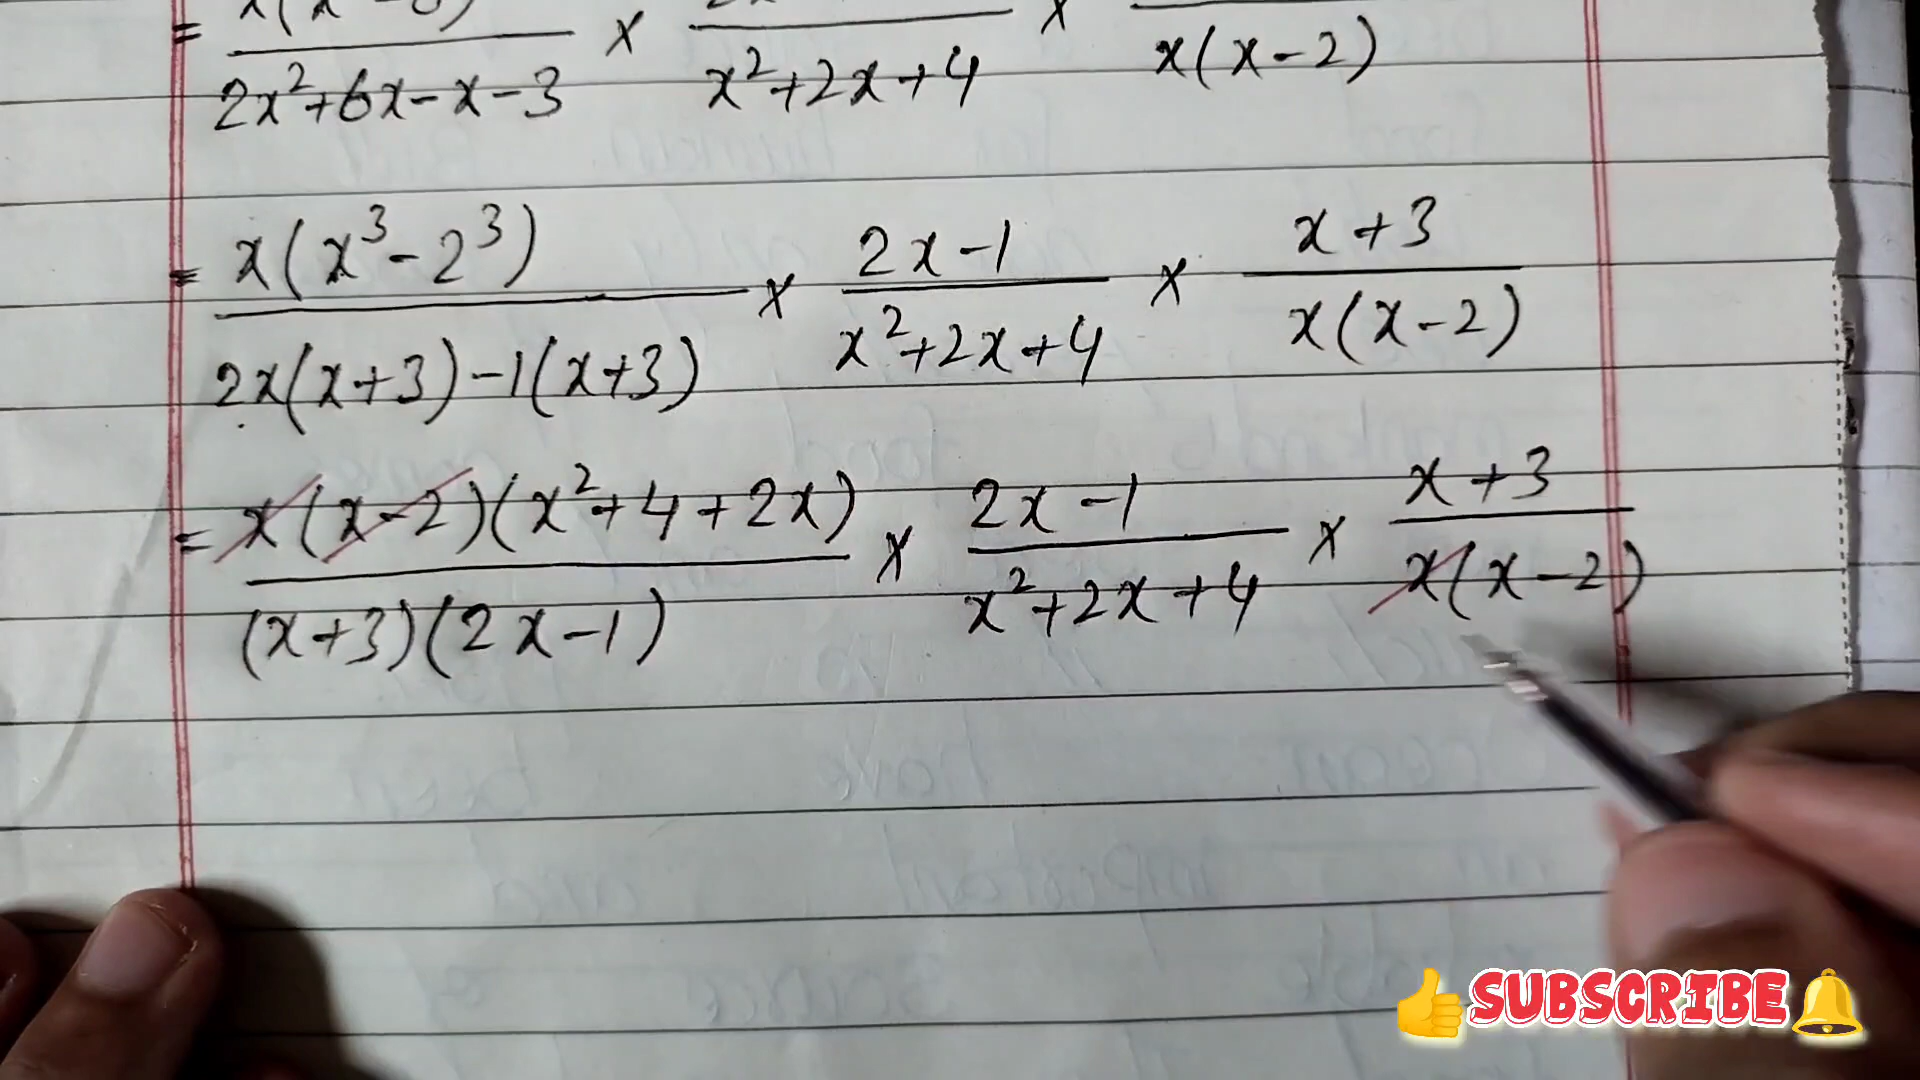 = x(x - 8) / 2x² + 6x - x - 3 × / x² + 2x + 4 × / x(x - 2)
= x(x³ - 2³) / 2x(x + 3) - 1(x + 3) × 2x - 1 / x² + 2x + 4 × x + 3 / x(x - 2)
= x(x - 2)(x² + 4 + 2x) / (x + 3)(2x - 1) × 2x - 1 / x² + 2x + 4 × x + 3 / x(x - 2)
SUBSCRIBE